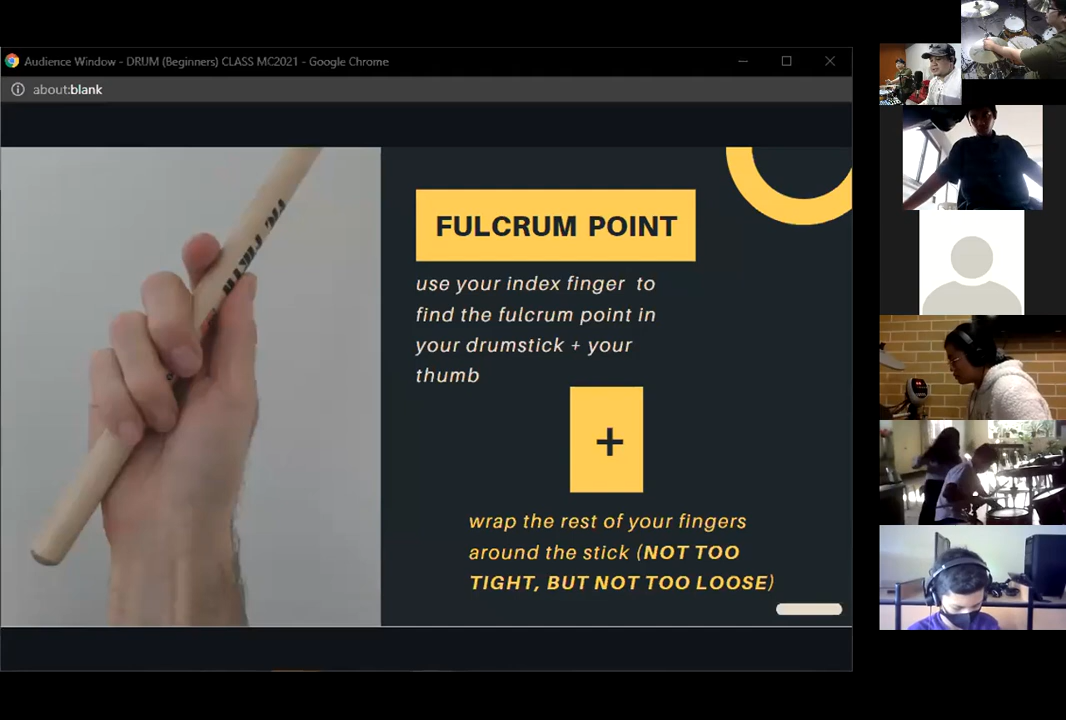 Audience Window - DRUM (Beginners) CLASS MC2021 - Google Chrome
about:blank
FULCRUM POINT
use your index finger to
find the fulcrum point in
your drumstick + your
thumb
+
wrap the rest of your fingers
around the stick (NOT TOO
TIGHT, BUT NOT TOO LOOSE)